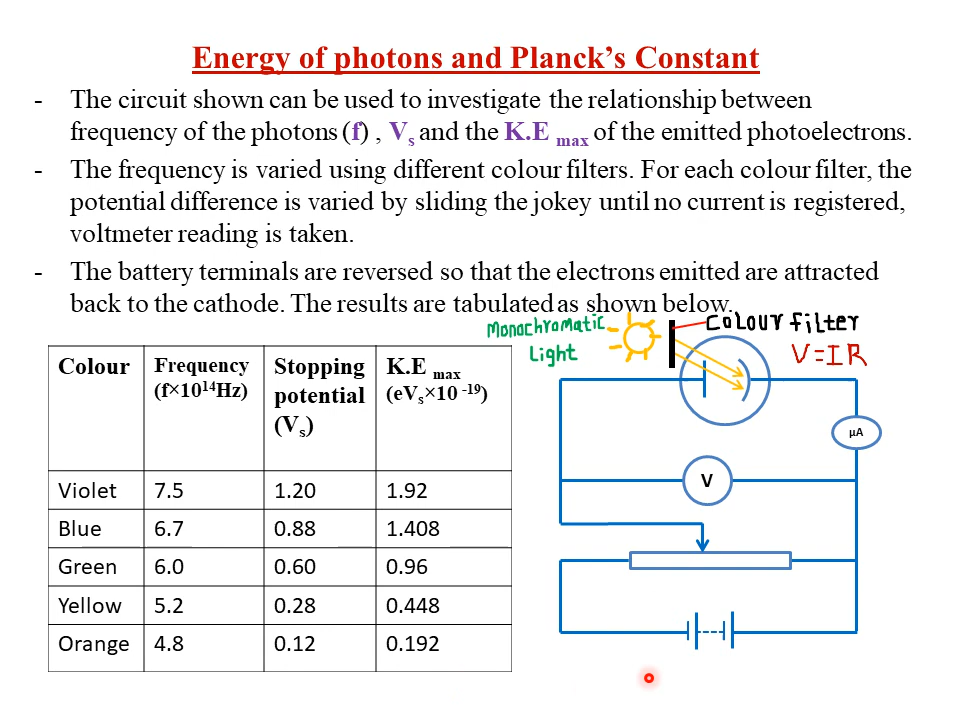 Energy of photons and Planck's Constant
- The circuit shown can be used to investigate the relationship between
frequency of the photons (f) , Vs and the K.E max of the emitted photoelectrons.
- The frequency is varied using different colour filters. For each colour filter, the
potential difference is varied by sliding the jokey until no current is registered,
voltmeter reading is taken.
- The battery terminals are reversed so that the electrons emitted are attracted
back to the cathode. The results are tabulated as shown below.
Monochromatic
Light
Colour filter
V=IR
Colour Frequency (f×10¹⁴Hz) Stopping potential (Vs) K.E max (eVs×10 ⁻¹⁹)
Violet 7.5 1.20 1.92
Blue 6.7 0.88 1.408
Green 6.0 0.60 0.96
Yellow 5.2 0.28 0.448
Orange 4.8 0.12 0.192
µA
V